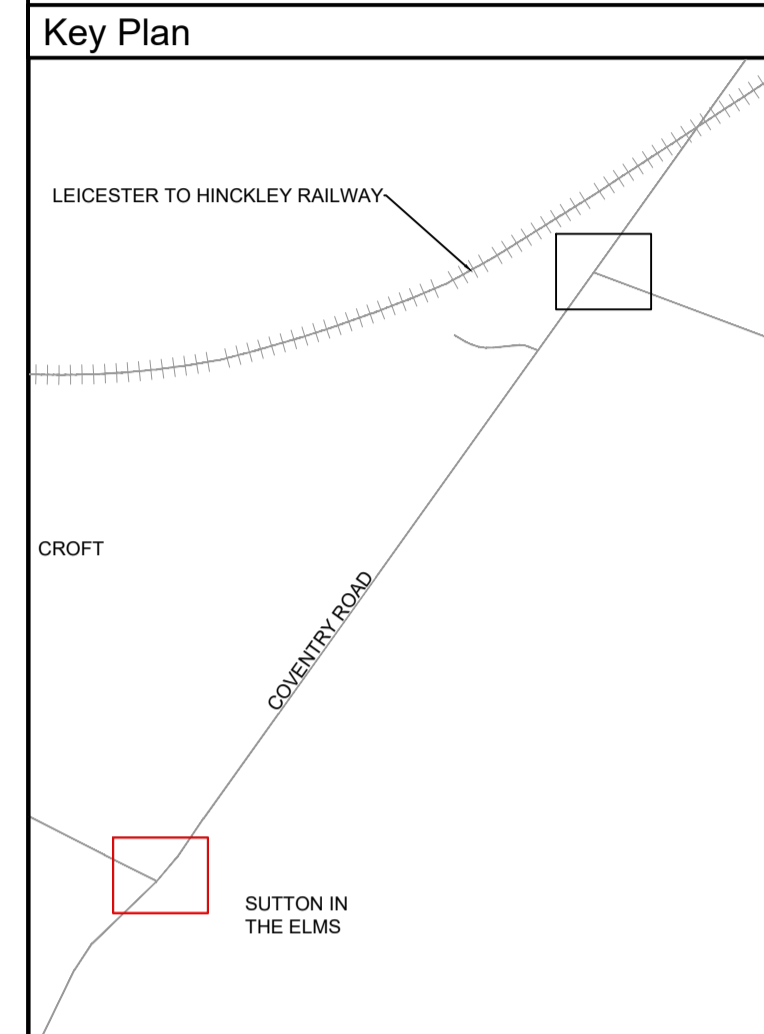 Key Plan
LEICESTER TO HINCKLEY RAILWAY
CROFT
COVENTRY ROAD
SUTTON IN
THE ELMS